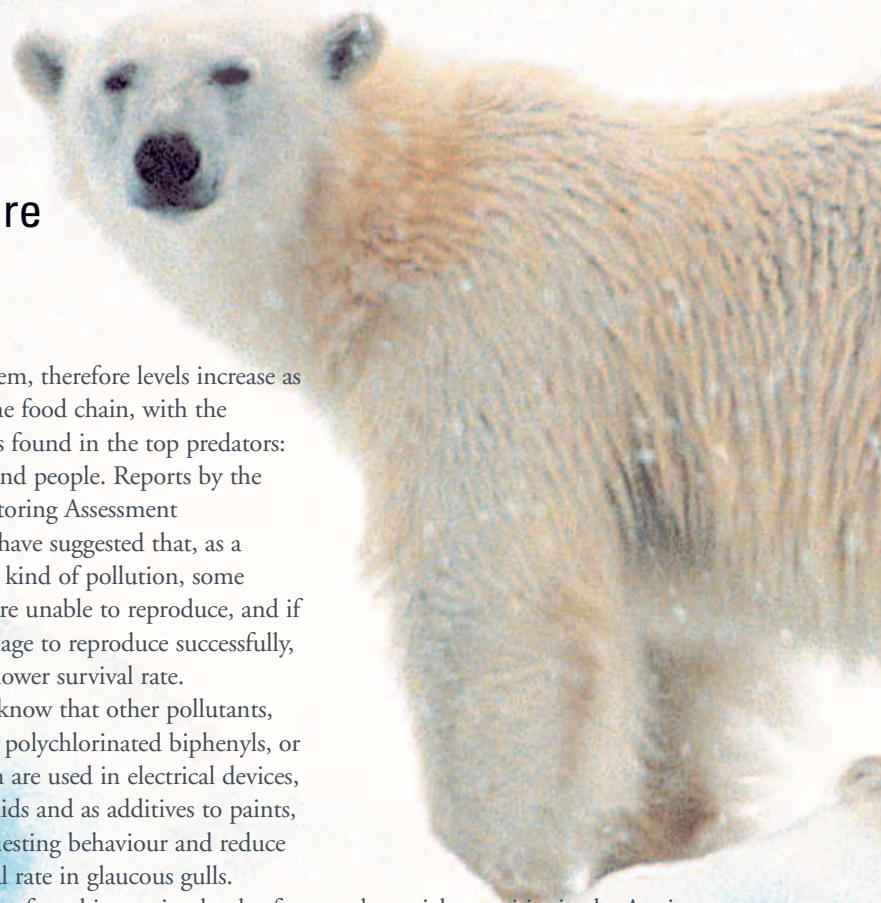 re
em, therefore levels increase as
ne food chain, with the
s found in the top predators:
nd people. Reports by the
toring Assessment
have suggested that, as a
kind of pollution, some
re unable to reproduce, and if
age to reproduce successfully,
lower survival rate.
know that other pollutants,
polychlorinated biphenyls, or
n are used in electrical devices,
ids and as additives to paints,
nesting behaviour and reduce
l rate in glaucous gulls.